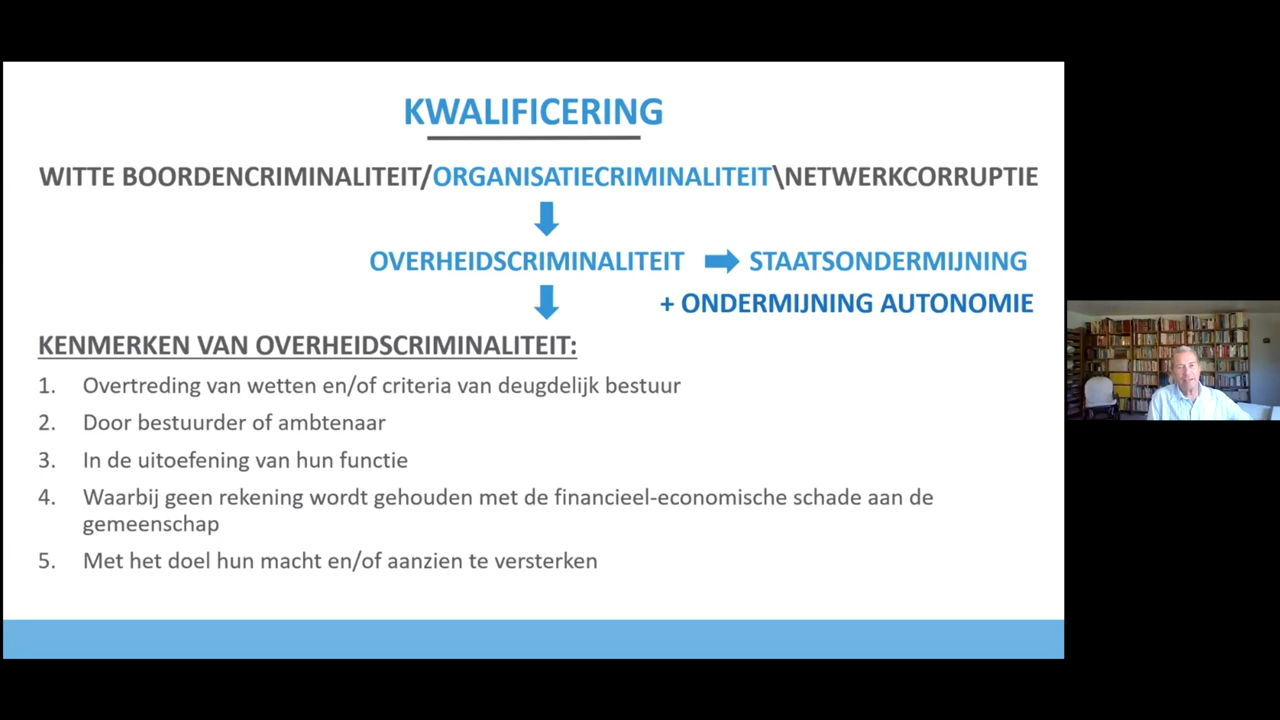 KWALIFICERING
WITTE BOORDENCRIMINALITEIT/ORGANISATIECRIMINALITEIT\NETWERKCORRUPTIE
OVERHEIDSCRIMINALITEIT STAATSONDERMIJNING
+ ONDERMIJNING AUTONOMIE
KENMERKEN VAN OVERHEIDSCRIMINALITEIT:
1. Overtreding van wetten en/of criteria van deugdelijk bestuur
2. Door bestuurder of ambtenaar
3. In de uitoefening van hun functie
4. Waarbij geen rekening wordt gehouden met de financieel-economische schade aan de
gemeenschap
5. Met het doel hun macht en/of aanzien te versterken